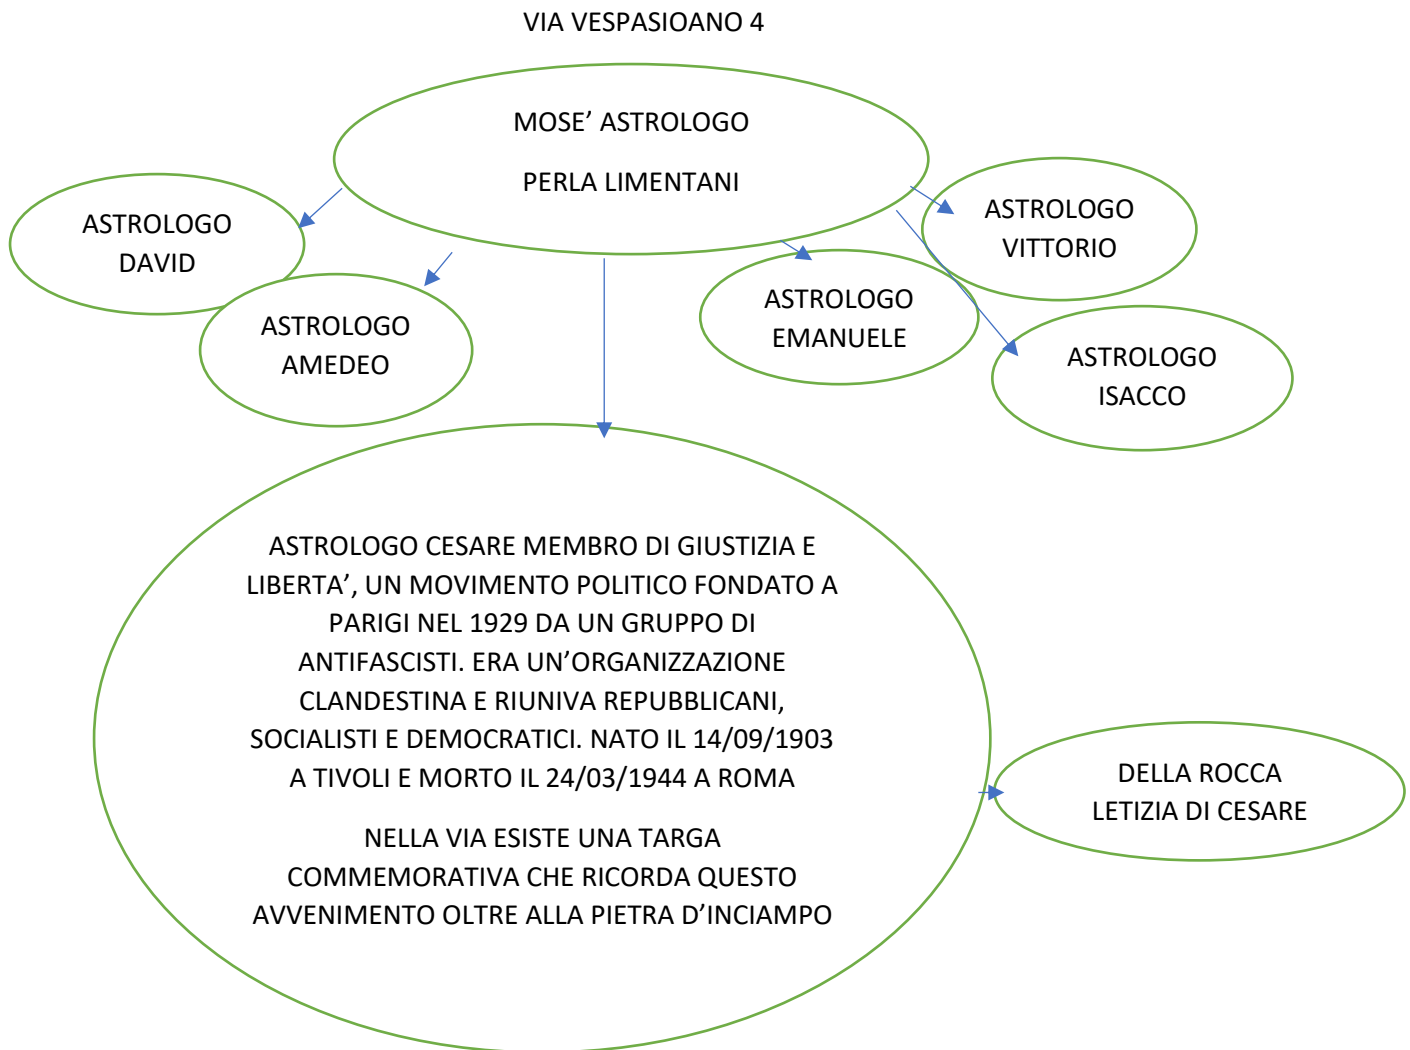 VIA VESPASIOANO 4
MOSE’ ASTROLOGO
PERLA LIMENTANI
ASTROLOGO
DAVID
ASTROLOGO
AMEDEO
ASTROLOGO
EMANUELE
ASTROLOGO
VITTORIO
ASTROLOGO
ISACCO
ASTROLOGO CESARE MEMBRO DI GIUSTIZIA E
LIBERTA’, UN MOVIMENTO POLITICO FONDATO A
PARIGI NEL 1929 DA UN GRUPPO DI
ANTIFASCISTI. ERA UN’ORGANIZZAZIONE
CLANDESTINA E RIUNIVA REPUBBLICANI,
SOCIALISTI E DEMOCRATICI. NATO IL 14/09/1903
A TIVOLI E MORTO IL 24/03/1944 A ROMA
NELLA VIA ESISTE UNA TARGA
COMMEMORATIVA CHE RICORDA QUESTO
AVVENIMENTO OLTRE ALLA PIETRA D’INCIAMPO
DELLA ROCCA
LETIZIA DI CESARE